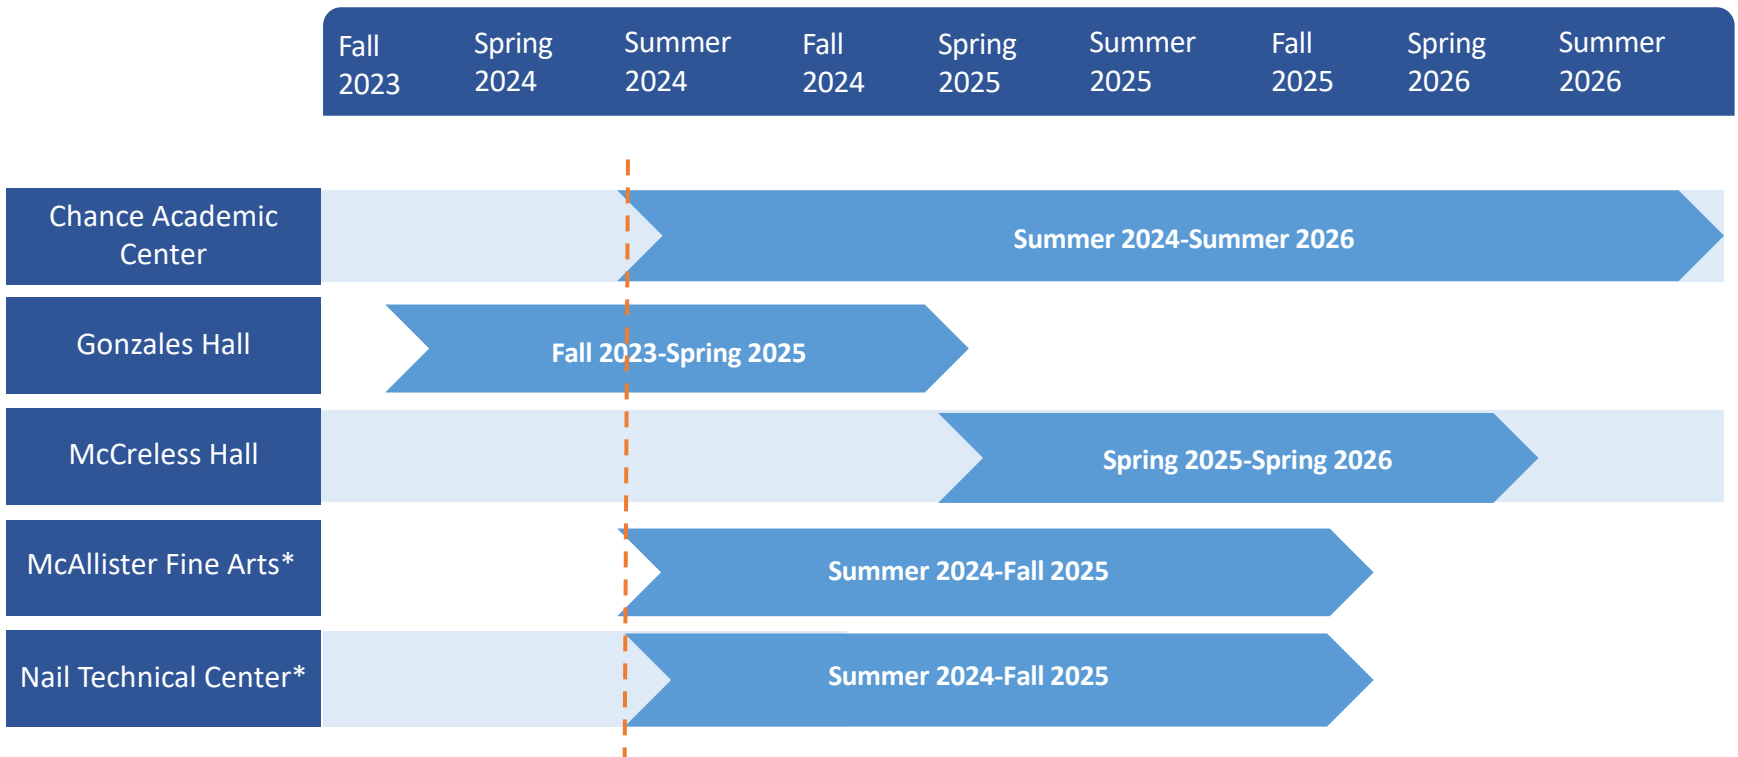 Fall
2023
Spring
2024
Summer
2024
Fall
2024
Spring
2025
Summer
2025
Fall
2025
Spring
2026
Summer
2026
Chance Academic
Center
Summer 2024-Summer 2026
Gonzales Hall
Fall 2023-Spring 2025
McCreless Hall
Spring 2025-Spring 2026
McAllister Fine Arts*
Summer 2024-Fall 2025
Nail Technical Center*
Summer 2024-Fall 2025